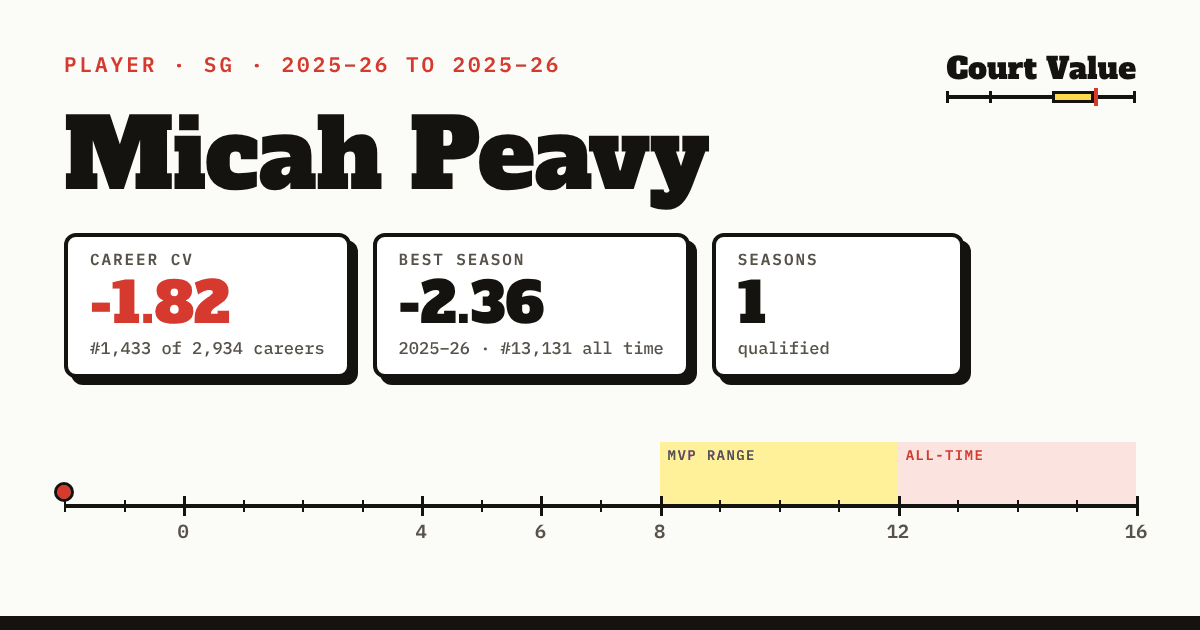 PLAYER · SG · 2025–26 TO 2025–26
Court Value
Micah Peavy
CAREER CV
-1.82
#1,433 of 2,934 careers
BEST SEASON
-2.36
2025–26 · #13,131 all time
SEASONS
1
qualified
MVP RANGE
ALL-TIME
0 4 6 8 12 16